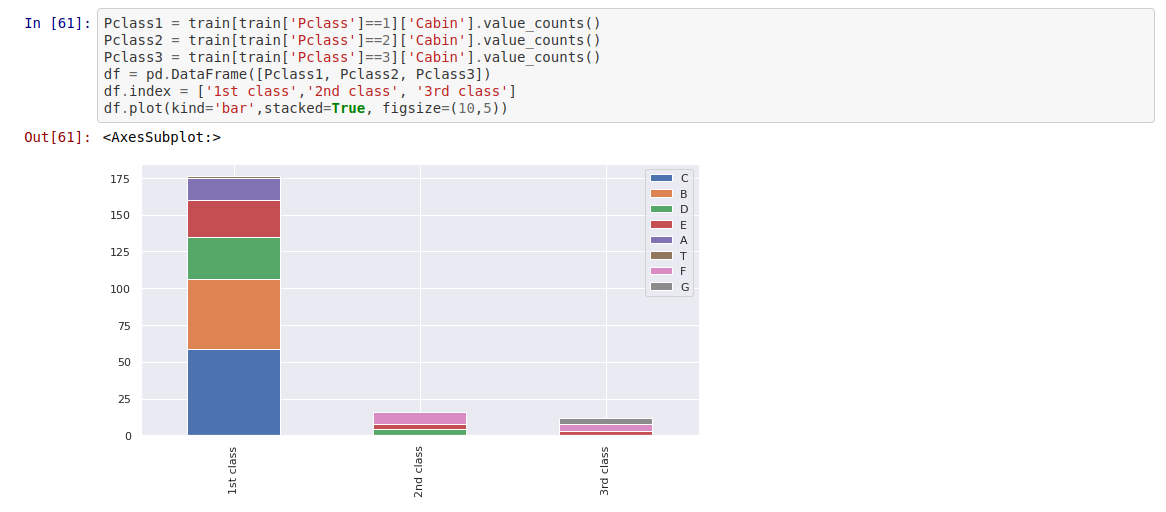 In [61]: Pclass1 = train[train['Pclass']==1]['Cabin'].value_counts()
Pclass2 = train[train['Pclass']==2]['Cabin'].value_counts()
Pclass3 = train[train['Pclass']==3]['Cabin'].value_counts()
df = pd.DataFrame([Pclass1, Pclass2, Pclass3])
df.index = ['1st class','2nd class', '3rd class']
df.plot(kind='bar',stacked=True, figsize=(10,5))
Out[61]: <AxesSubplot:>
175
150
125
100
75
50
25
0
C
B
D
E
A
T
F
G
1st class
2nd class
3rd class